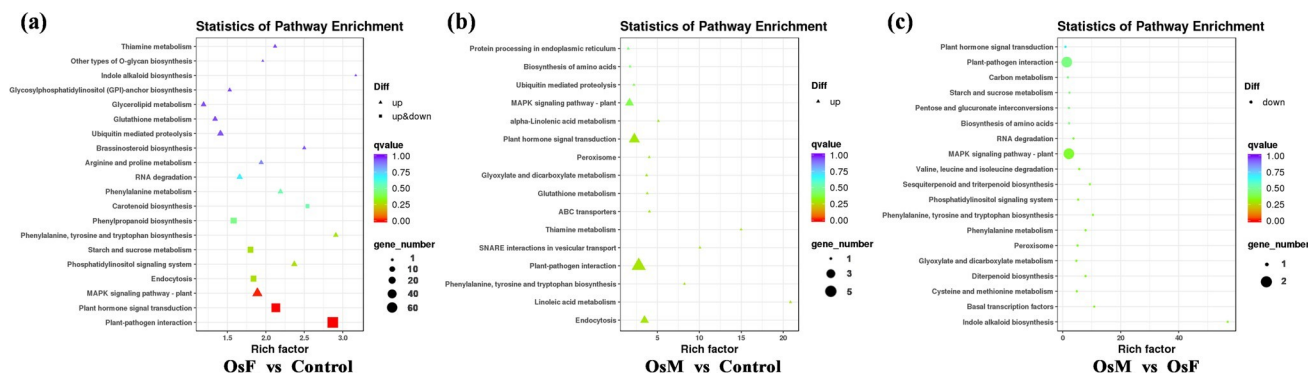 (a)
Statistics of Pathway Enrichment
Thiamine metabolism
Other types of O-glycan biosynthesis
Indole alkaloid biosynthesis
Glycosylphosphatidylinositol (GPI)-anchor biosynthesis
Glycerolipid metabolism
Glutathione metabolism
Ubiquitin mediated proteolysis
Brassinosteroid biosynthesis
Arginine and proline metabolism
RNA degradation
Phenylalanine metabolism
Carotenoid biosynthesis
Phenylpropanoid biosynthesis
Phenylalanine, tyrosine and tryptophan biosynthesis
Starch and sucrose metabolism
Phosphatidylinositol signaling system
Endocytosis
MAPK signaling pathway - plant
Plant hormone signal transduction
Plant-pathogen interaction
1.5 2.0 2.5 3.0
Rich factor
OsF vs Control
Diff
up
up&down
qvalue
1.00
0.75
0.50
0.25
0.00
gene_number
1
10
20
40
60
(b)
Statistics of Pathway Enrichment
Protein processing in endoplasmic reticulum
Biosynthesis of amino acids
Ubiquitin mediated proteolysis
MAPK signaling pathway - plant
alpha-Linolenic acid metabolism
Plant hormone signal transduction
Peroxisome
Glyoxylate and dicarboxylate metabolism
Glutathione metabolism
ABC transporters
Thiamine metabolism
SNARE interactions in vesicular transport
Plant-pathogen interaction
Phenylalanine, tyrosine and tryptophan biosynthesis
Linoleic acid metabolism
Endocytosis
5 10 15 20
Rich factor
OsM vs Control
Diff
up
qvalue
1.00
0.75
0.50
0.25
0.00
gene_number
1
3
5
(c)
Statistics of Pathway Enrichment
Plant hormone signal transduction
Plant-pathogen interaction
Carbon metabolism
Starch and sucrose metabolism
Pentose and glucuronate interconversions
Biosynthesis of amino acids
RNA degradation
MAPK signaling pathway - plant
Valine, leucine and isoleucine degradation
Sesquiterpenoid and triterpenoid biosynthesis
Phosphatidylinositol signaling system
Phenylalanine, tyrosine and tryptophan biosynthesis
Phenylalanine metabolism
Peroxisome
Glyoxylate and dicarboxylate metabolism
Diterpenoid biosynthesis
Cysteine and methionine metabolism
Basal transcription factors
Indole alkaloid biosynthesis
0 20 40
Rich factor
OsM vs OsF
Diff
down
qvalue
1.00
0.75
0.50
0.25
0.00
gene_number
1
2